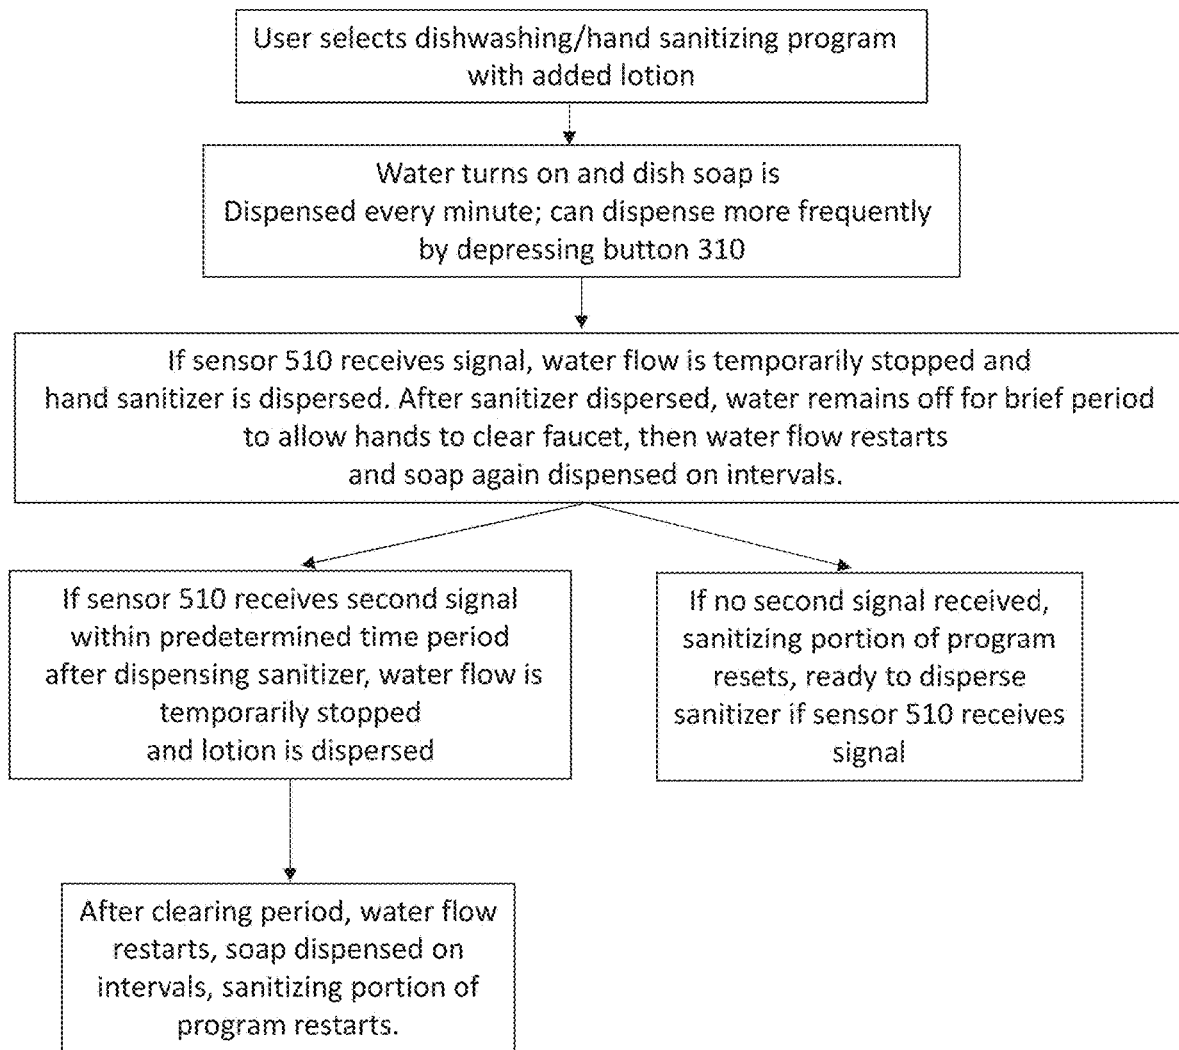 User selects dishwashing/hand sanitizing program
with added lotion
Water turns on and dish soap is
Dispensed every minute; can dispense more frequently
by depressing button 310
If sensor 510 receives signal, water flow is temporarily stopped and
hand sanitizer is dispersed. After sanitizer dispersed, water remains off for brief period
to allow hands to clear faucet, then water flow restarts
and soap again dispensed on intervals.
If sensor 510 receives second signal
within predetermined time period
after dispensing sanitizer, water flow is
temporarily stopped
and lotion is dispersed
If no second signal received,
sanitizing portion of program
resets, ready to disperse
sanitizer if sensor 510 receives
signal
After clearing period, water flow
restarts, soap dispensed on
intervals, sanitizing portion of
program restarts.